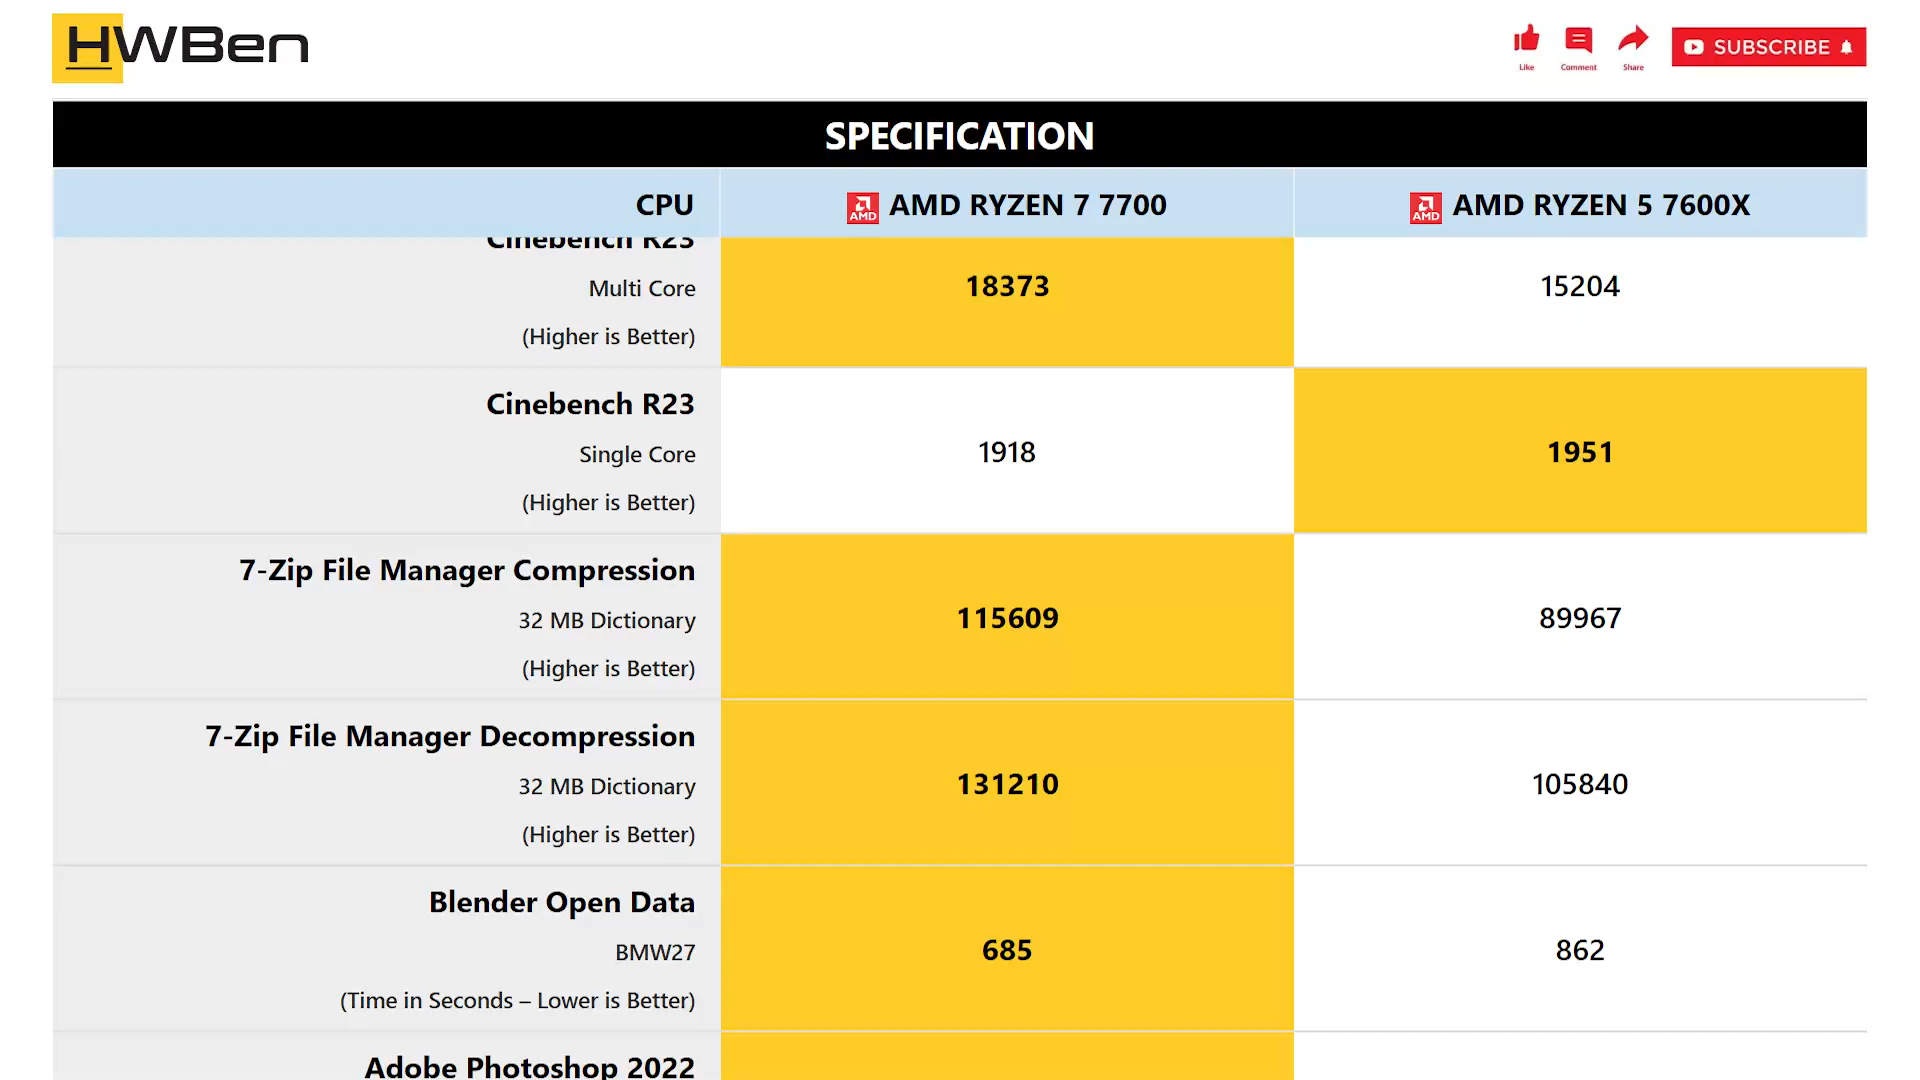 HWBen
Like
Comment
Share
SUBSCRIBE
SPECIFICATION
CPU
AMD AMD RYZEN 7 7700
AMD AMD RYZEN 5 7600X
Cinebench R23
Multi Core
(Higher is Better)
18373
15204
Cinebench R23
Single Core
(Higher is Better)
1918
1951
7-Zip File Manager Compression
32 MB Dictionary
(Higher is Better)
115609
89967
7-Zip File Manager Decompression
32 MB Dictionary
(Higher is Better)
131210
105840
Blender Open Data
BMW27
(Time in Seconds – Lower is Better)
685
862
Adobe Photoshop 2022